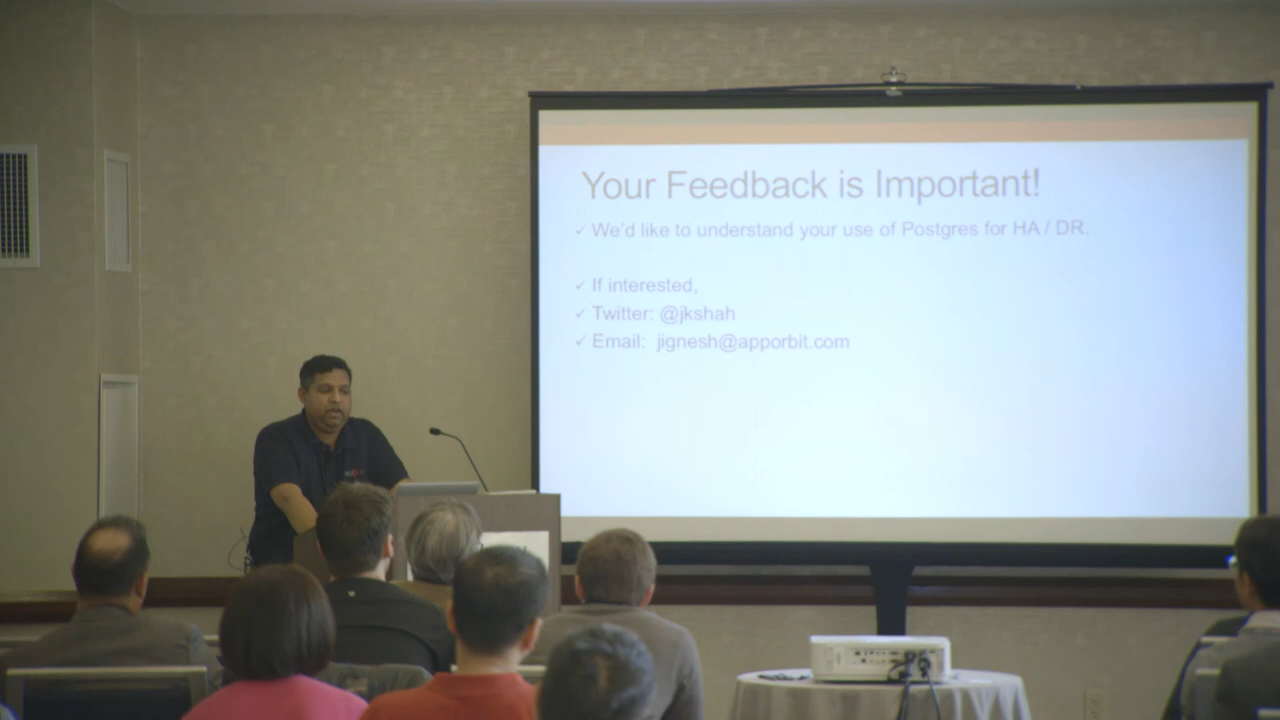 Your Feedback is Important!
✓ We'd like to understand your use of Postgres for HA / DR.
✓ If interested,
✓ Twitter: @jkshah
✓ Email: jignesh@apporbit.com